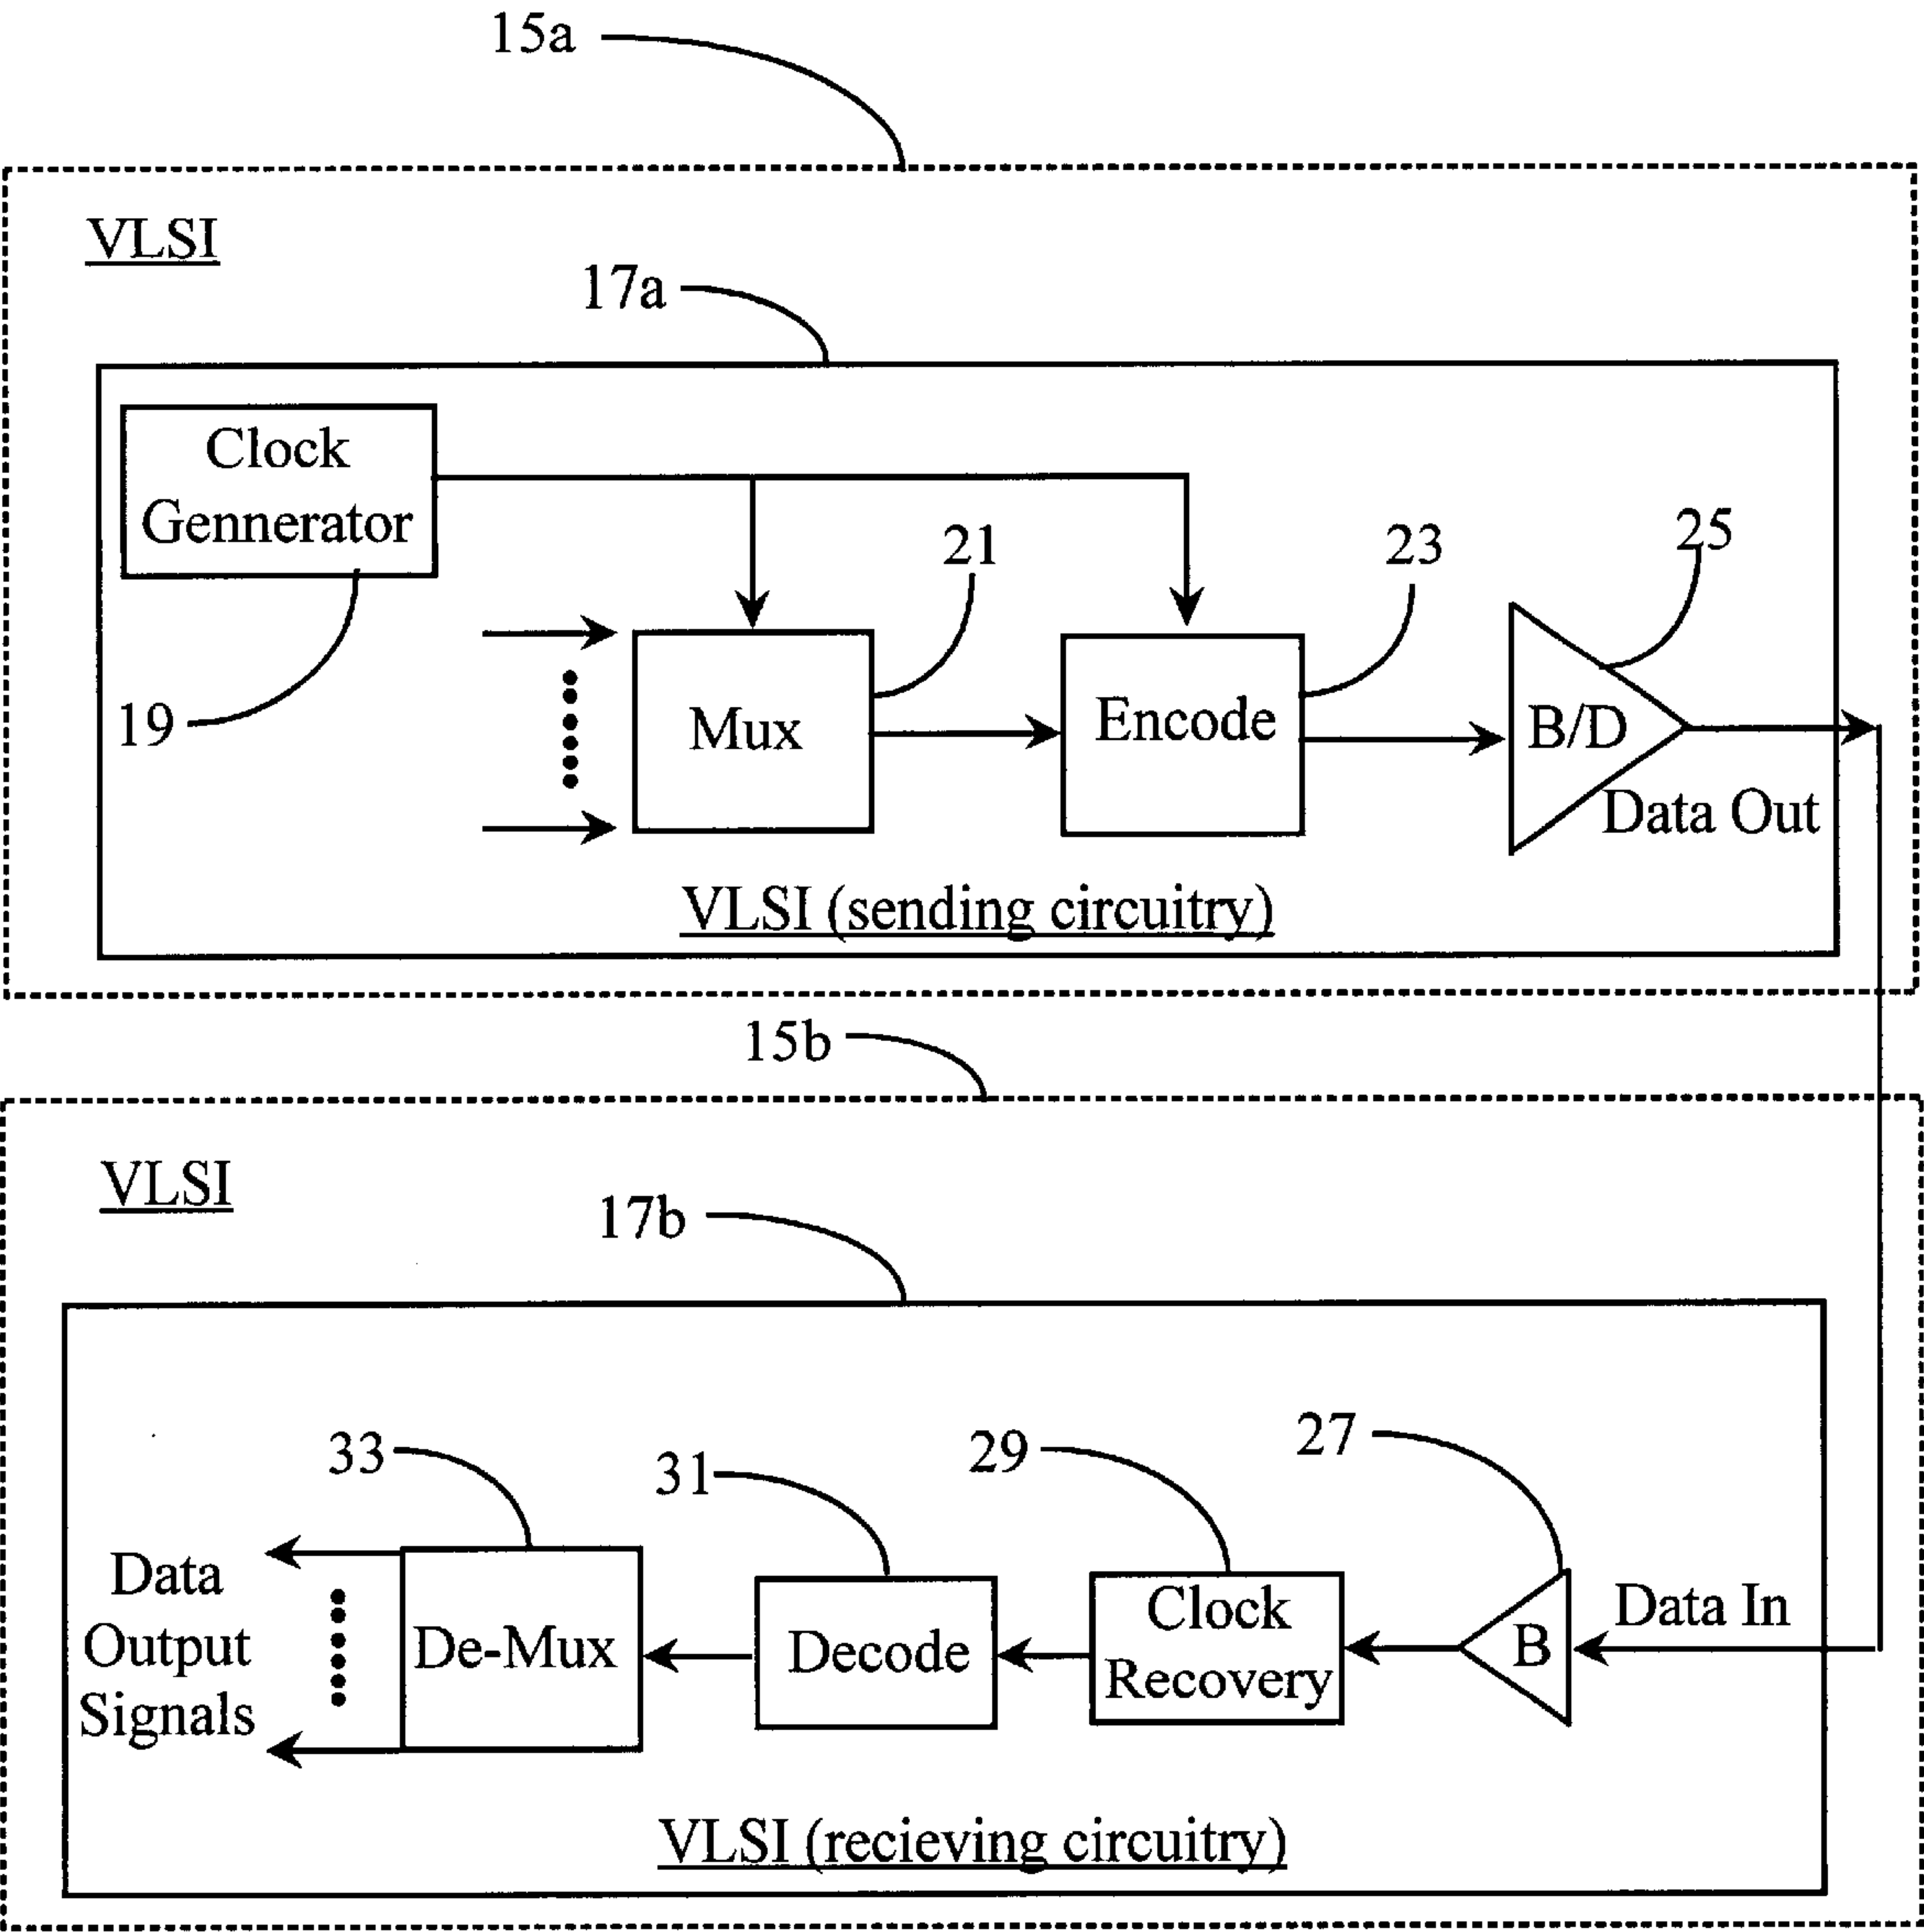 15a
VLSI
17a
Clock
Gennerator
21
23
25
19
Mux
Encode
B/D
Data Out
VLSI (sending circuitry)
15b
VLSI
17b
33
31
29
27
Data
Output
Signals
De-Mux
Decode
Clock
Recovery
B
Data In
VLSI (recieving circuitry)